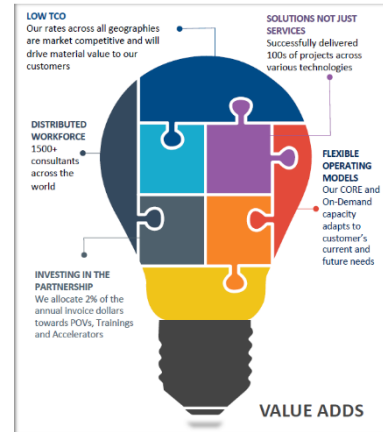 LOW TCO
Our rates across all geographies
are market competitive and will
drive material value to our
customers
SOLUTIONS NOT JUST
SERVICES
Successfully delivered
100s of projects across
various technologies
DISTRIBUTED
WORKFORCE
1500+
consultants
across the
world
FLEXIBLE
OPERATING
MODELS
Our CORE and
On-Demand
capacity
adapts to
customer's
current and
future needs
INVESTING IN THE
PARTNERSHIP
We allocate 2% of the
annual invoice dollars
towards POVs, Trainings
and Accelerators
VALUE ADDS